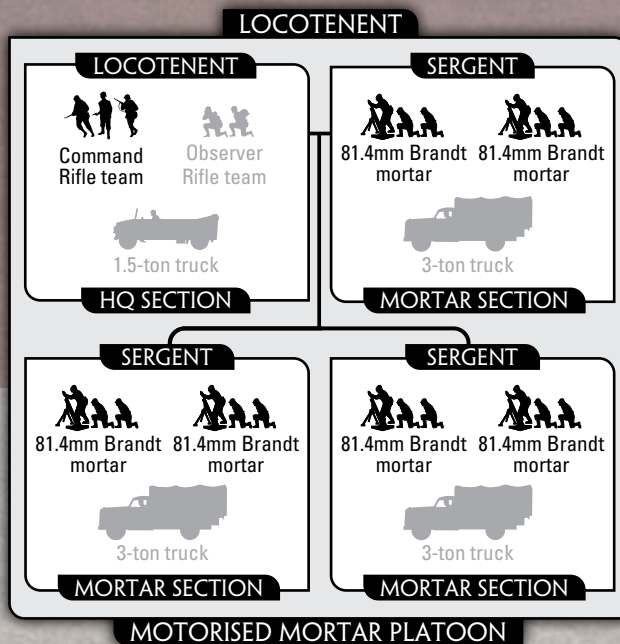 LOCOTENENT
LOCOTENENT
Command
Rifle team
Observer
Rifle team
1.5-ton truck
HQ SECTION
SERGENT
81.4mm Brandt
mortar
81.4mm Brandt
mortar
3-ton truck
MORTAR SECTION
SERGENT
81.4mm Brandt
mortar
81.4mm Brandt
mortar
3-ton truck
MORTAR SECTION
SERGENT
81.4mm Brandt
mortar
81.4mm Brandt
mortar
3-ton truck
MORTAR SECTION
MOTORISED MORTAR PLATOON